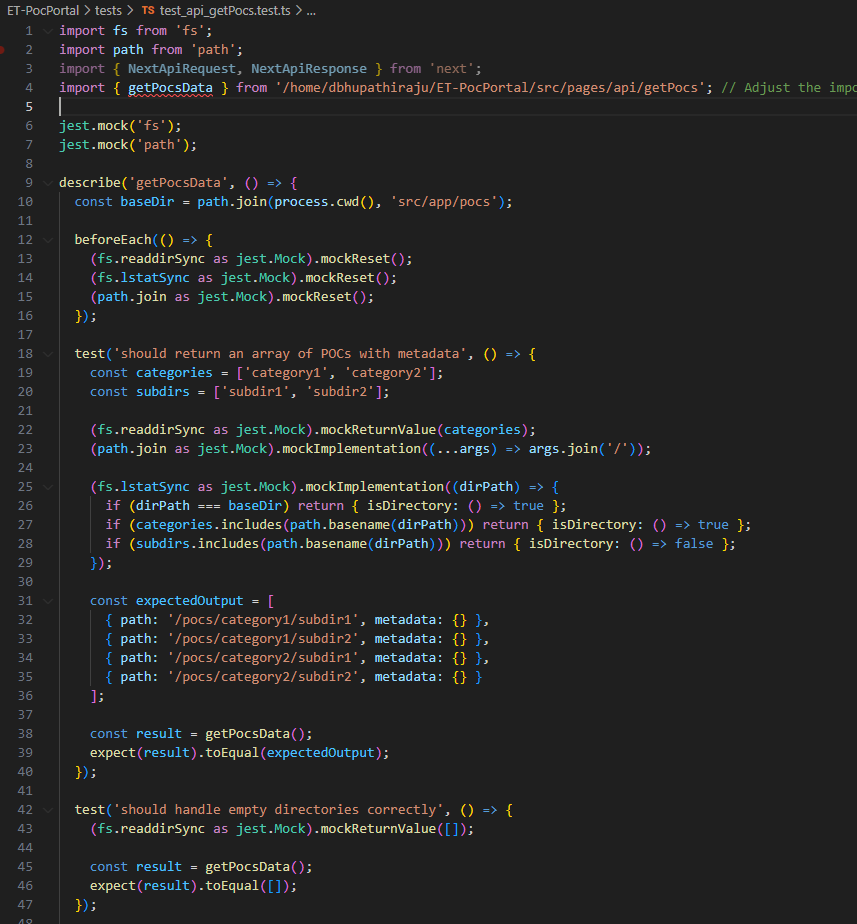 ET-PocPortal > tests > TS test_api_getPocs.test.ts > ...
1 import fs from 'fs';
2 import path from 'path';
3 import { NextApiRequest, NextApiResponse } from 'next';
4 import { getPocsData } from '/home/dbhupathiraju/ET-PocPortal/src/pages/api/getPocs'; // Adjust the impo
5
6 jest.mock('fs');
7 jest.mock('path');
8
9 describe('getPocsData', () => {
10 const baseDir = path.join(process.cwd(), 'src/app/pocs');
11
12 beforeEach(() => {
13 (fs.readdirSync as jest.Mock).mockReset();
14 (fs.lstatSync as jest.Mock).mockReset();
15 (path.join as jest.Mock).mockReset();
16 });
17
18 test('should return an array of POCs with metadata', () => {
19 const categories = ['category1', 'category2'];
20 const subdirs = ['subdir1', 'subdir2'];
21
22 (fs.readdirSync as jest.Mock).mockReturnValue(categories);
23 (path.join as jest.Mock).mockImplementation((...args) => args.join('/'));
24
25 (fs.lstatSync as jest.Mock).mockImplementation((dirPath) => {
26 if (dirPath === baseDir) return { isDirectory: () => true };
27 if (categories.includes(path.basename(dirPath))) return { isDirectory: () => true };
28 if (subdirs.includes(path.basename(dirPath))) return { isDirectory: () => false };
29 });
30
31 const expectedOutput = [
32 { path: '/pocs/category1/subdir1', metadata: {} },
33 { path: '/pocs/category1/subdir2', metadata: {} },
34 { path: '/pocs/category2/subdir1', metadata: {} },
35 { path: '/pocs/category2/subdir2', metadata: {} }
36 ];
37
38 const result = getPocsData();
39 expect(result).toEqual(expectedOutput);
40 });
41
42 test('should handle empty directories correctly', () => {
43 (fs.readdirSync as jest.Mock).mockReturnValue([]);
44
45 const result = getPocsData();
46 expect(result).toEqual([]);
47 });
48